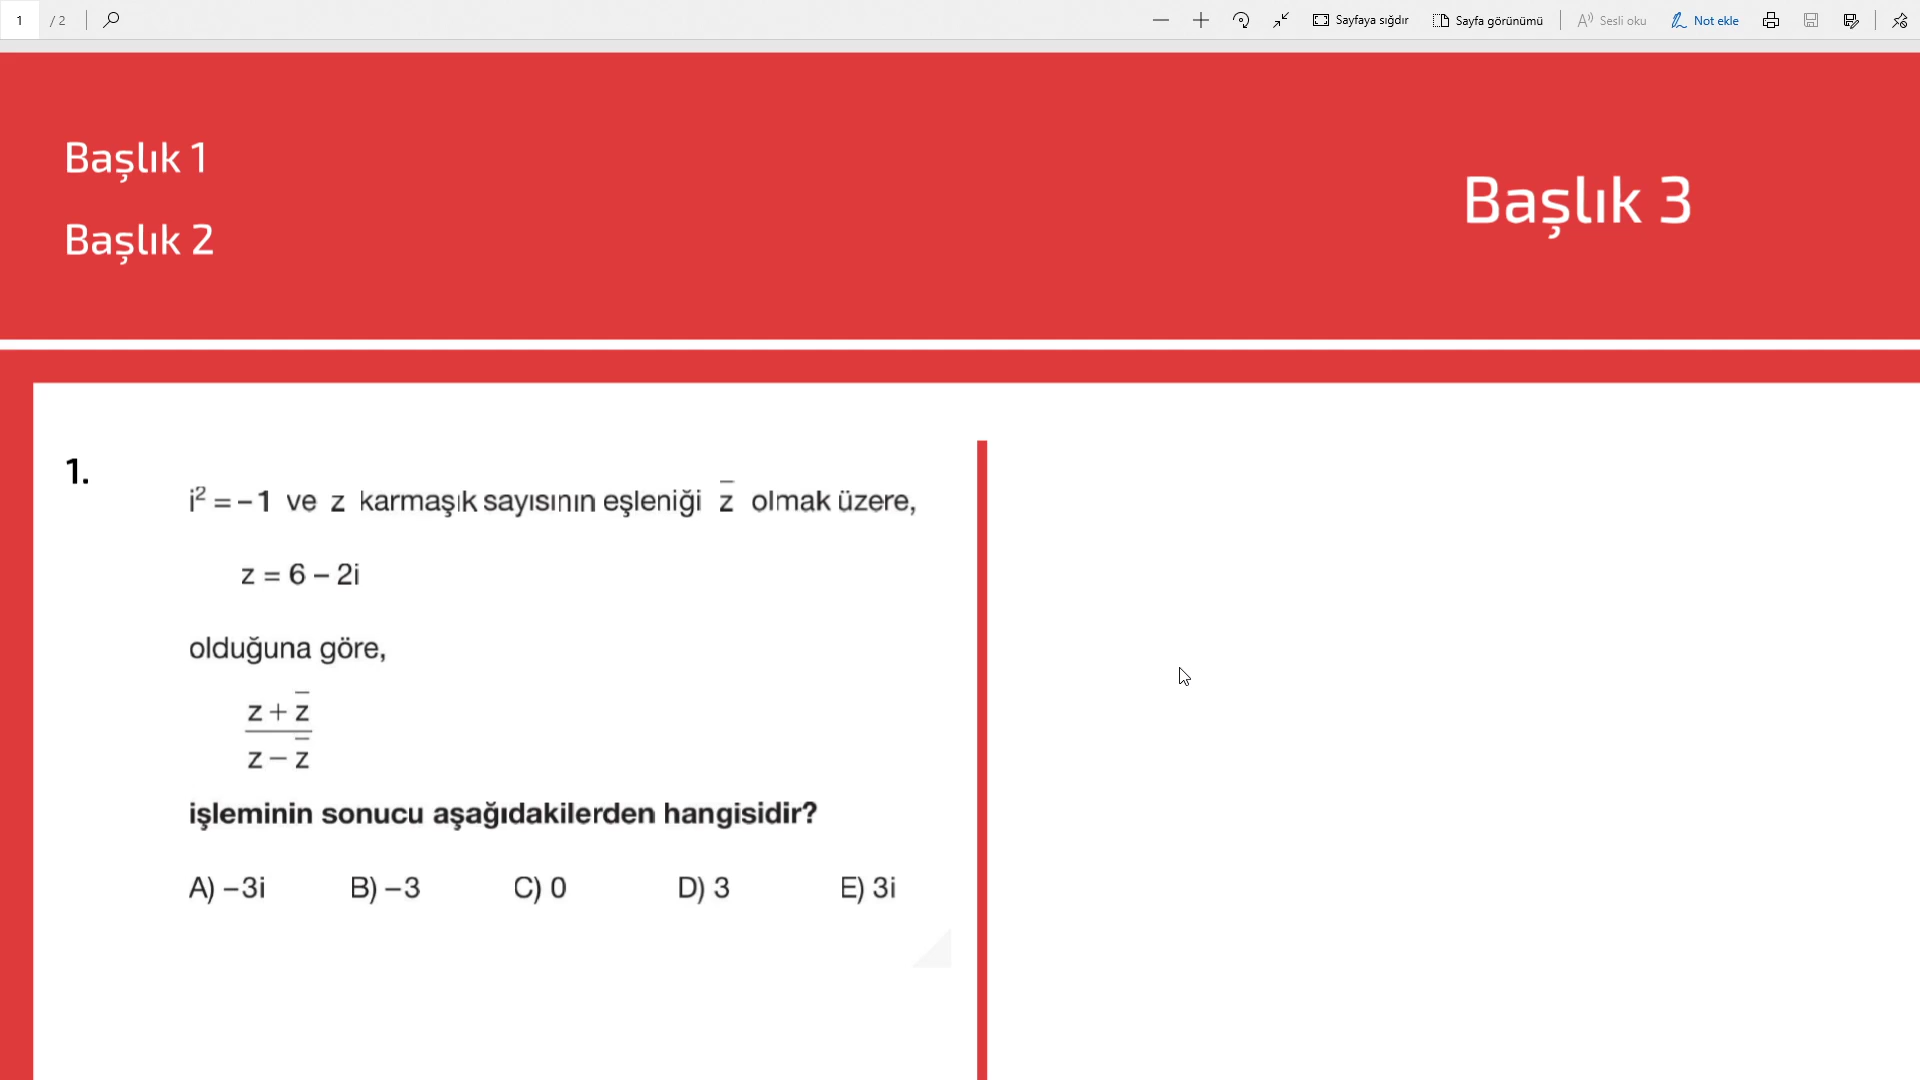 1 / 2 Sayfaya sığdır Sayfa görünümü Sesli oku Not ekle
Başlık 1
Başlık 2
Başlık 3
1.
i² = – 1 ve z karmaşık sayısının eşleniği z̅ olmak üzere,
z = 6 – 2i
olduğuna göre,
z + z̅
z – z̅
işleminin sonucu aşağıdakilerden hangisidir?
A) – 3i B) – 3 C) 0 D) 3 E) 3i